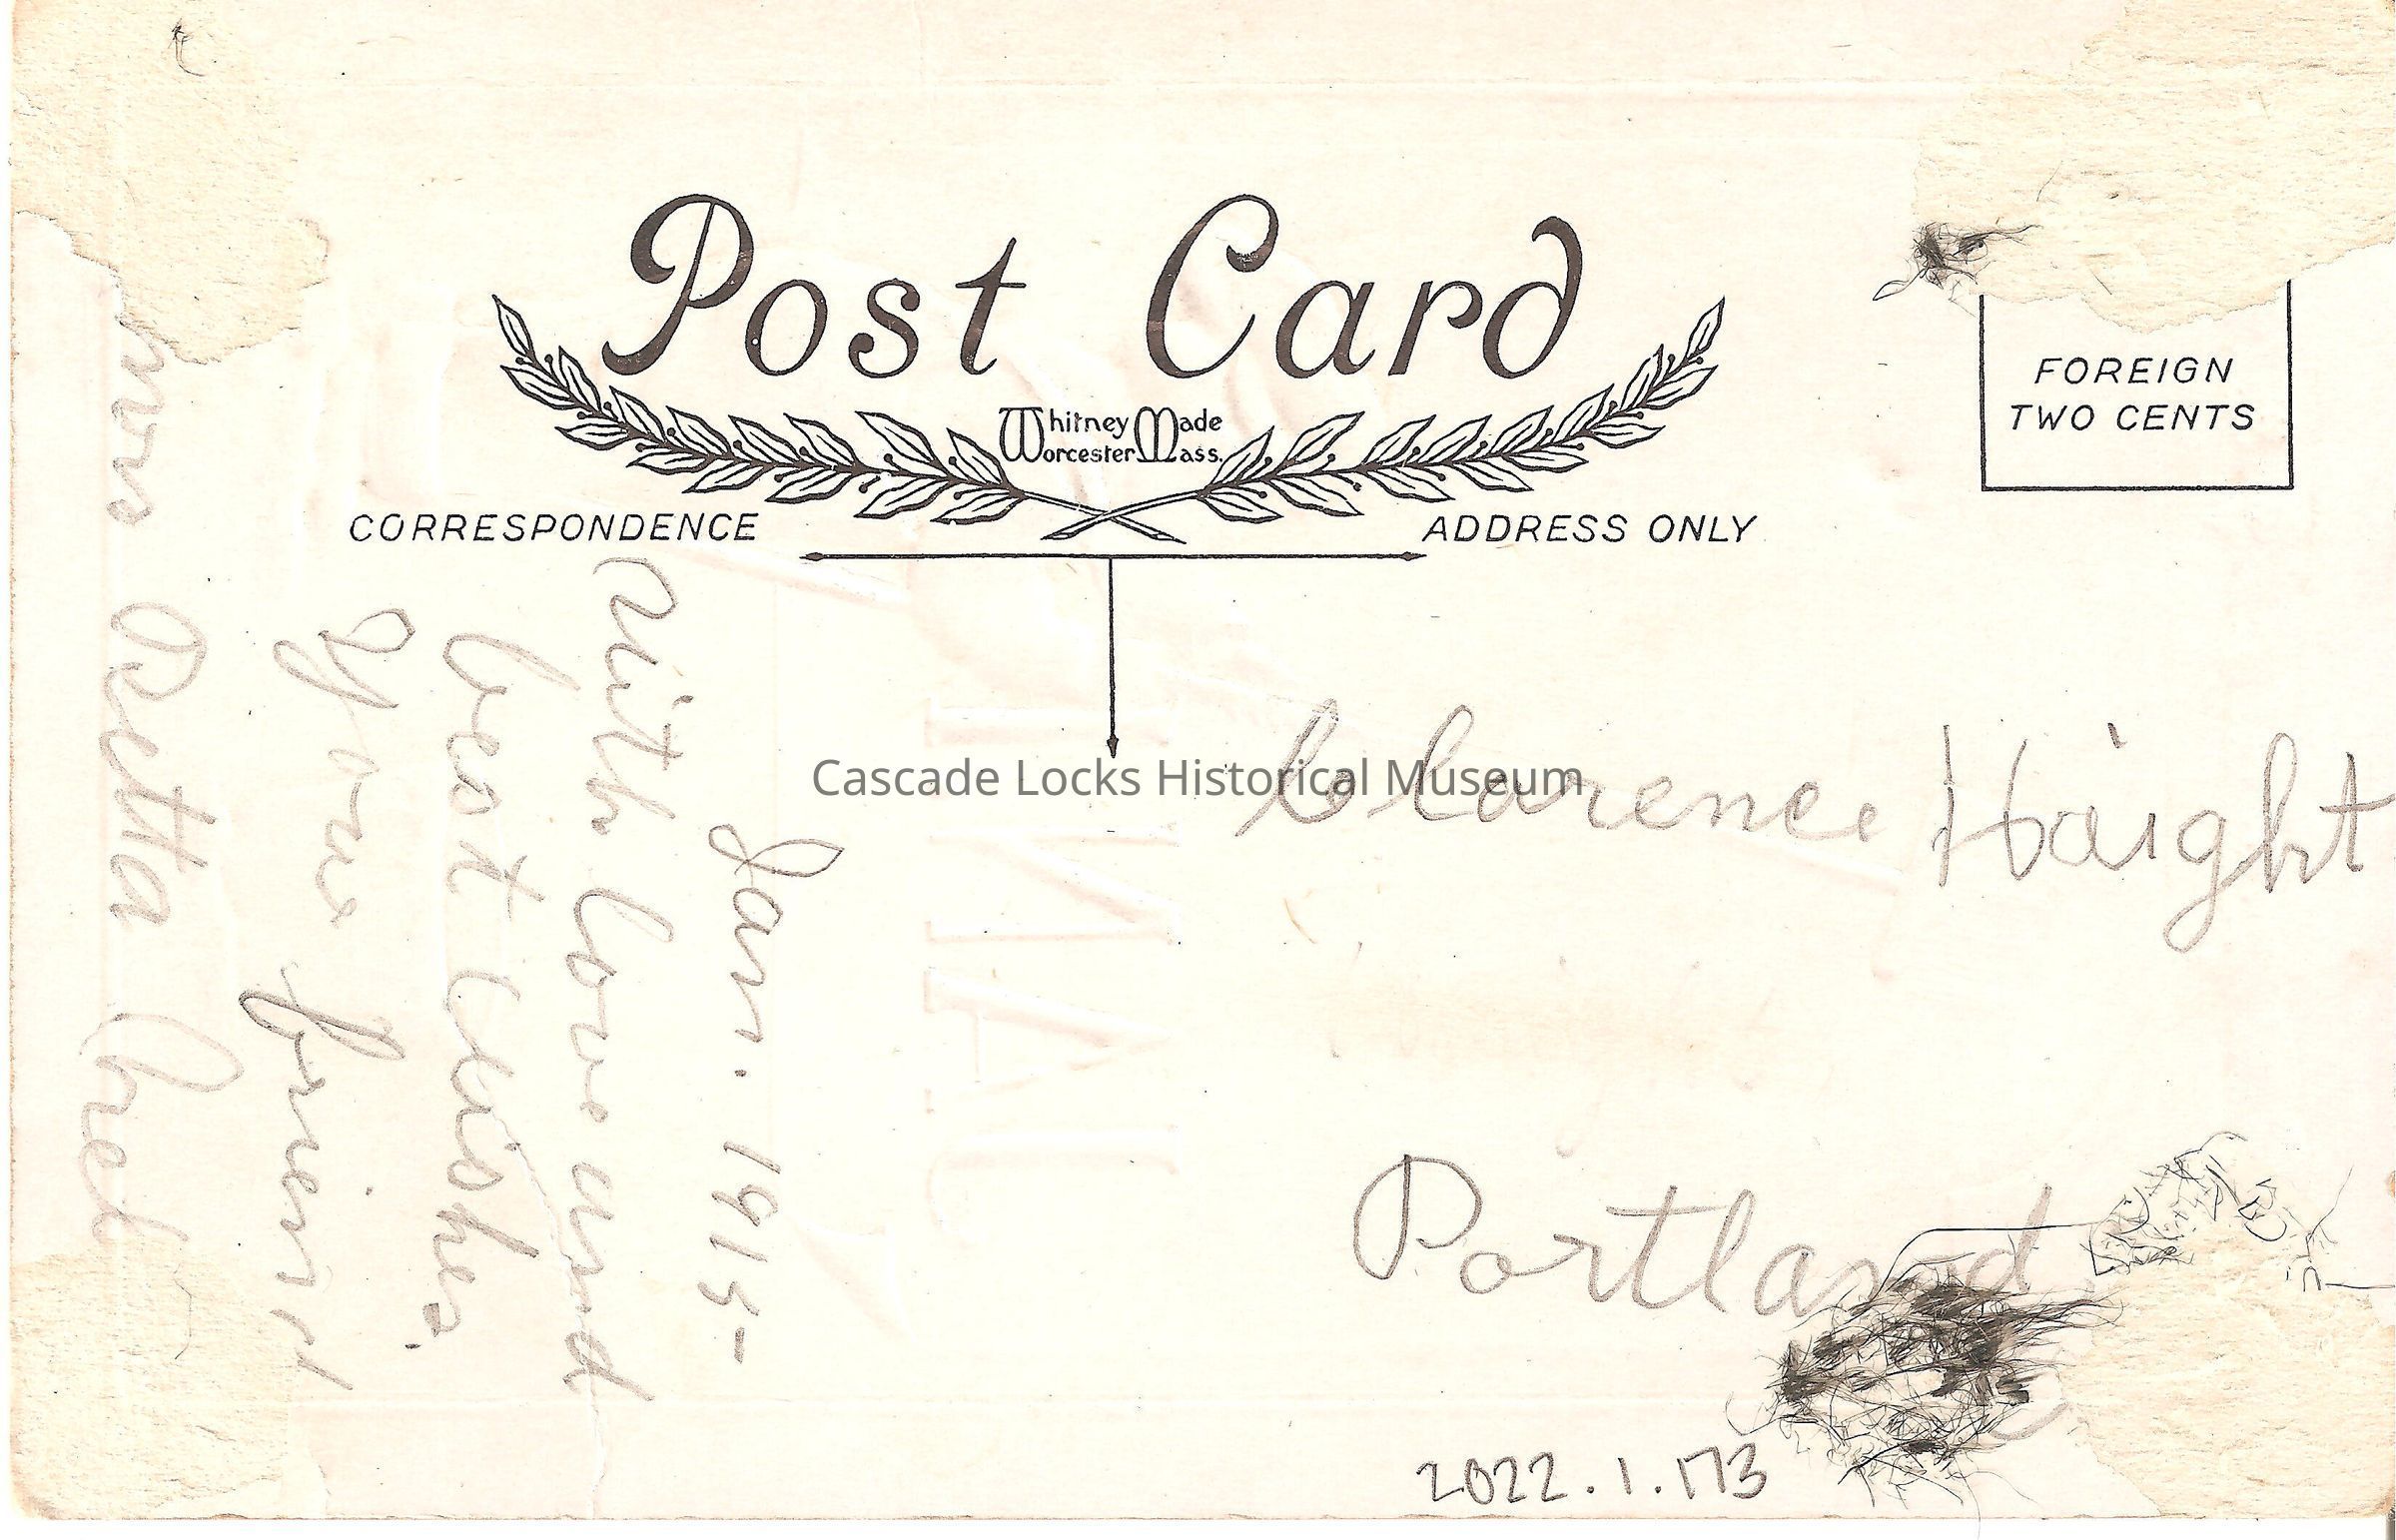 Post Card
Whitney Made
Worcester Mass.
CORRESPONDENCE
ADDRESS ONLY
FOREIGN
TWO CENTS
Jan. 1915-
With love and
best wishes.
Your friend
Mrs Retta
Clarence Haight
Portland
2022.1.173
Cascade Locks Historical Museum